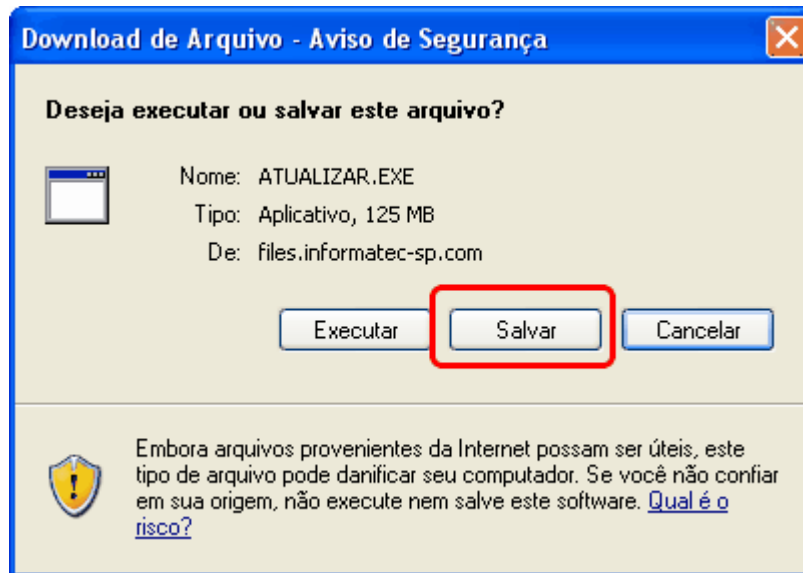 Download de Arquivo - Aviso de Segurança
Deseja executar ou salvar este arquivo?
Nome: ATUALIZAR.EXE
Tipo: Aplicativo, 125 MB
De: files.informatec-sp.com
Executar Salvar Cancelar
Embora arquivos provenientes da Internet possam ser úteis, este
tipo de arquivo pode danificar seu computador. Se você não confiar
em sua origem, não execute nem salve este software. Qual é o
risco?